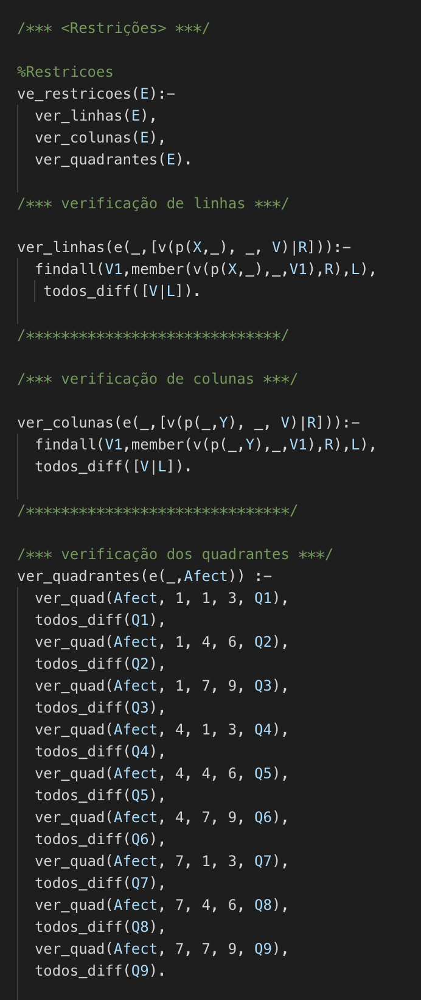 /*** <Restrições> ***/
%Restricoes
ve_restricoes(E):-
ver_linhas(E),
ver_colunas(E),
ver_quadrantes(E).
/*** verificação de linhas ***/
ver_linhas(e(_,[v(p(X,_), _, V)|R])):-
findall(V1,member(v(p(X,_),_,V1),R),L),
todos_diff([V|L]).
/*****************************/
/*** verificação de colunas ***/
ver_colunas(e(_,[v(p(_,Y), _, V)|R])):-
findall(V1,member(v(p(_,Y),_,V1),R),L),
todos_diff([V|L]).
/******************************/
/*** verificação dos quadrantes ***/
ver_quadrantes(e(_,Afect)) :-
ver_quad(Afect, 1, 1, 3, Q1),
todos_diff(Q1),
ver_quad(Afect, 1, 4, 6, Q2),
todos_diff(Q2),
ver_quad(Afect, 1, 7, 9, Q3),
todos_diff(Q3),
ver_quad(Afect, 4, 1, 3, Q4),
todos_diff(Q4),
ver_quad(Afect, 4, 4, 6, Q5),
todos_diff(Q5),
ver_quad(Afect, 4, 7, 9, Q6),
todos_diff(Q6),
ver_quad(Afect, 7, 1, 3, Q7),
todos_diff(Q7),
ver_quad(Afect, 7, 4, 6, Q8),
todos_diff(Q8),
ver_quad(Afect, 7, 7, 9, Q9),
todos_diff(Q9).